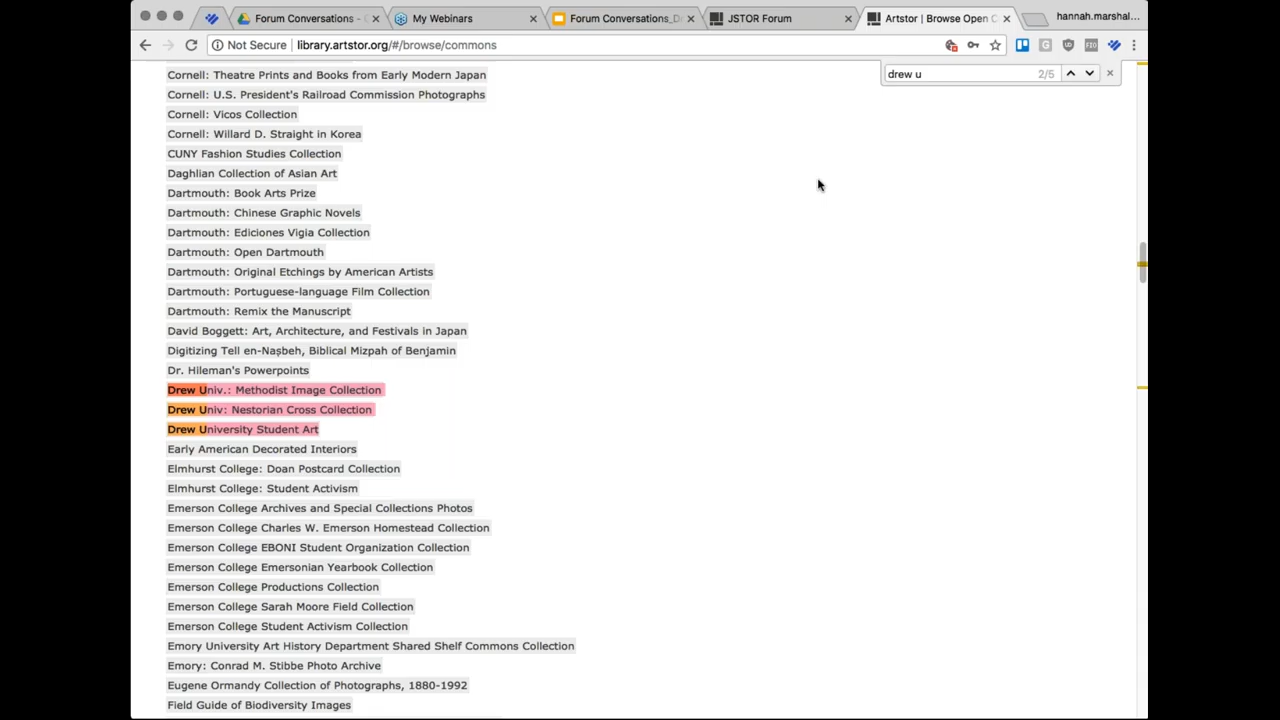 Forum Conversations -
My Webinars
Forum Conversations_D
JSTOR Forum
Artstor | Browse Open C
hannah.marshal...
Not Secure
library.artstor.org/#/browse/commons
drew u
2/5
Cornell: Theatre Prints and Books from Early Modern Japan
Cornell: U.S. President's Railroad Commission Photographs
Cornell: Vicos Collection
Cornell: Willard D. Straight in Korea
CUNY Fashion Studies Collection
Daghlian Collection of Asian Art
Dartmouth: Book Arts Prize
Dartmouth: Chinese Graphic Novels
Dartmouth: Ediciones Vigia Collection
Dartmouth: Open Dartmouth
Dartmouth: Original Etchings by American Artists
Dartmouth: Portuguese-language Film Collection
Dartmouth: Remix the Manuscript
David Boggett: Art, Architecture, and Festivals in Japan
Digitizing Tell en-Naṣbeh, Biblical Mizpah of Benjamin
Dr. Hileman's Powerpoints
Drew Univ.: Methodist Image Collection
Drew Univ: Nestorian Cross Collection
Drew University Student Art
Early American Decorated Interiors
Elmhurst College: Doan Postcard Collection
Elmhurst College: Student Activism
Emerson College Archives and Special Collections Photos
Emerson College Charles W. Emerson Homestead Collection
Emerson College EBONI Student Organization Collection
Emerson College Emersonian Yearbook Collection
Emerson College Productions Collection
Emerson College Sarah Moore Field Collection
Emerson College Student Activism Collection
Emory University Art History Department Shared Shelf Commons Collection
Emory: Conrad M. Stibbe Photo Archive
Eugene Ormandy Collection of Photographs, 1880-1992
Field Guide of Biodiversity Images